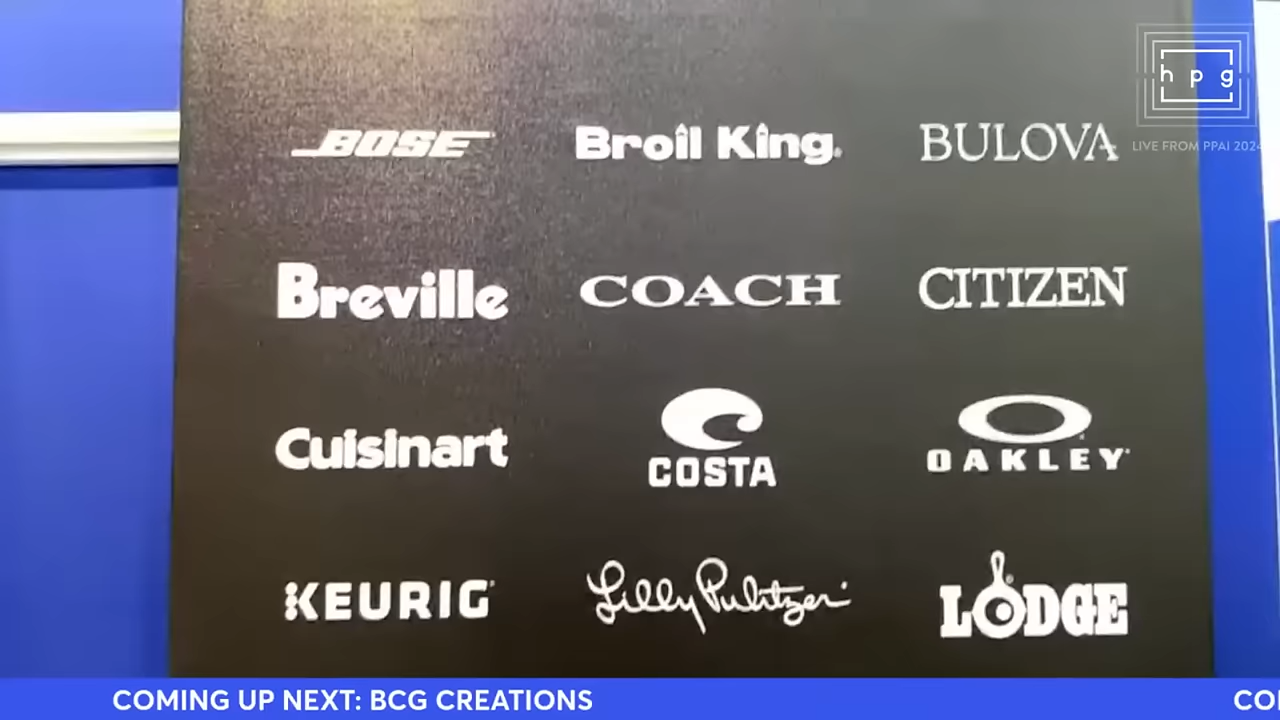 hpg
LIVE FROM PPAI 2024
BOSE
Broil King
BULOVA
Breville
COACH
CITIZEN
Cuisinart
COSTA
OAKLEY
KEURIG
Lilly Pulitzer
LODGE
COMING UP NEXT: BCG CREATIONS